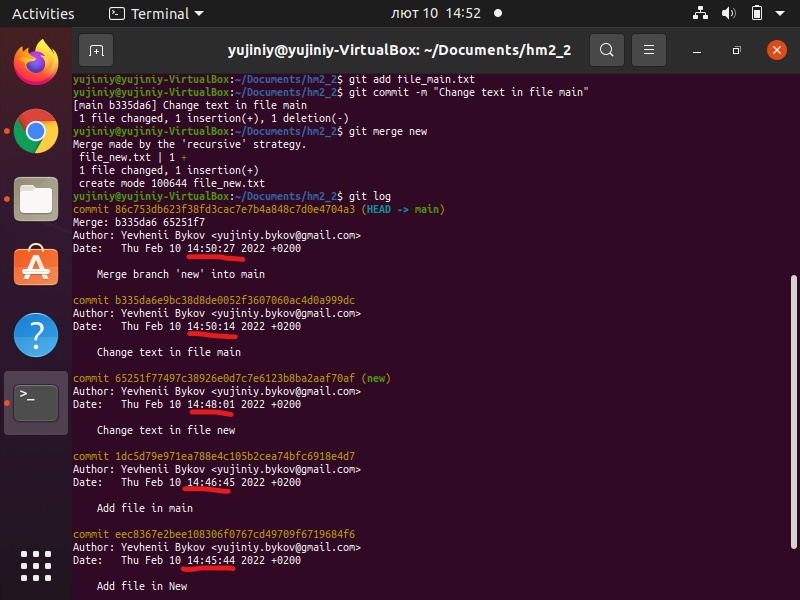 Activities
Terminal
лют 10 14:52
yujiniy@yujiniy-VirtualBox: ~/Documents/hm2_2
yujiniy@yujiniy-VirtualBox:~/Documents/hm2_2$ git add file_main.txt
yujiniy@yujiniy-VirtualBox:~/Documents/hm2_2$ git commit -m "Change text in file main"
[main b335da6] Change text in file main
1 file changed, 1 insertion(+), 1 deletion(-)
yujiniy@yujiniy-VirtualBox:~/Documents/hm2_2$ git merge new
Merge made by the 'recursive' strategy.
file_new.txt | 1 +
1 file changed, 1 insertion(+)
create mode 100644 file_new.txt
yujiniy@yujiniy-VirtualBox:~/Documents/hm2_2$ git log
commit 86c753db623f38fd3cac7e7b4a848c7d0e4704a3 (HEAD -> main)
Merge: b335da6 65251f7
Author: Yevhenii Bykov <yujiniy.bykov@gmail.com>
Date: Thu Feb 10 14:50:27 2022 +0200
Merge branch 'new' into main
commit b335da6e9bc38d8de0052f3607060ac4d0a999dc
Author: Yevhenii Bykov <yujiniy.bykov@gmail.com>
Date: Thu Feb 10 14:50:14 2022 +0200
Change text in file main
commit 65251f77497c38926e0d7c7e6123b8ba2aaf70af (new)
Author: Yevhenii Bykov <yujiniy.bykov@gmail.com>
Date: Thu Feb 10 14:48:01 2022 +0200
Change text in file new
commit 1dc5d79e971ea788e4c105b2cea74bfc6918e4d7
Author: Yevhenii Bykov <yujiniy.bykov@gmail.com>
Date: Thu Feb 10 14:46:45 2022 +0200
Add file in main
commit eec8367e2bee108306f0767cd49709f6719684f6
Author: Yevhenii Bykov <yujiniy.bykov@gmail.com>
Date: Thu Feb 10 14:45:44 2022 +0200
Add file in New